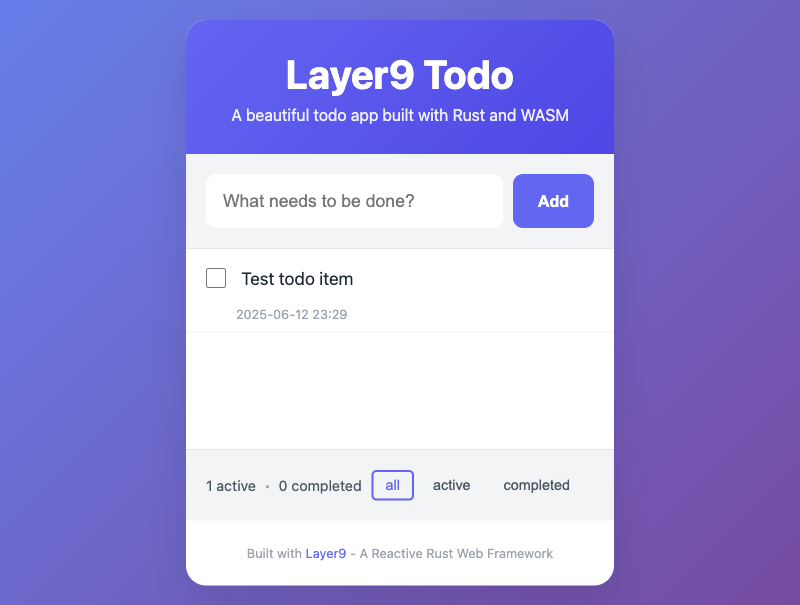 Layer9 Todo
A beautiful todo app built with Rust and WASM
What needs to be done? Add
Test todo item
2025-06-12 23:29
1 active • 0 completed all active completed
Built with Layer9 - A Reactive Rust Web Framework